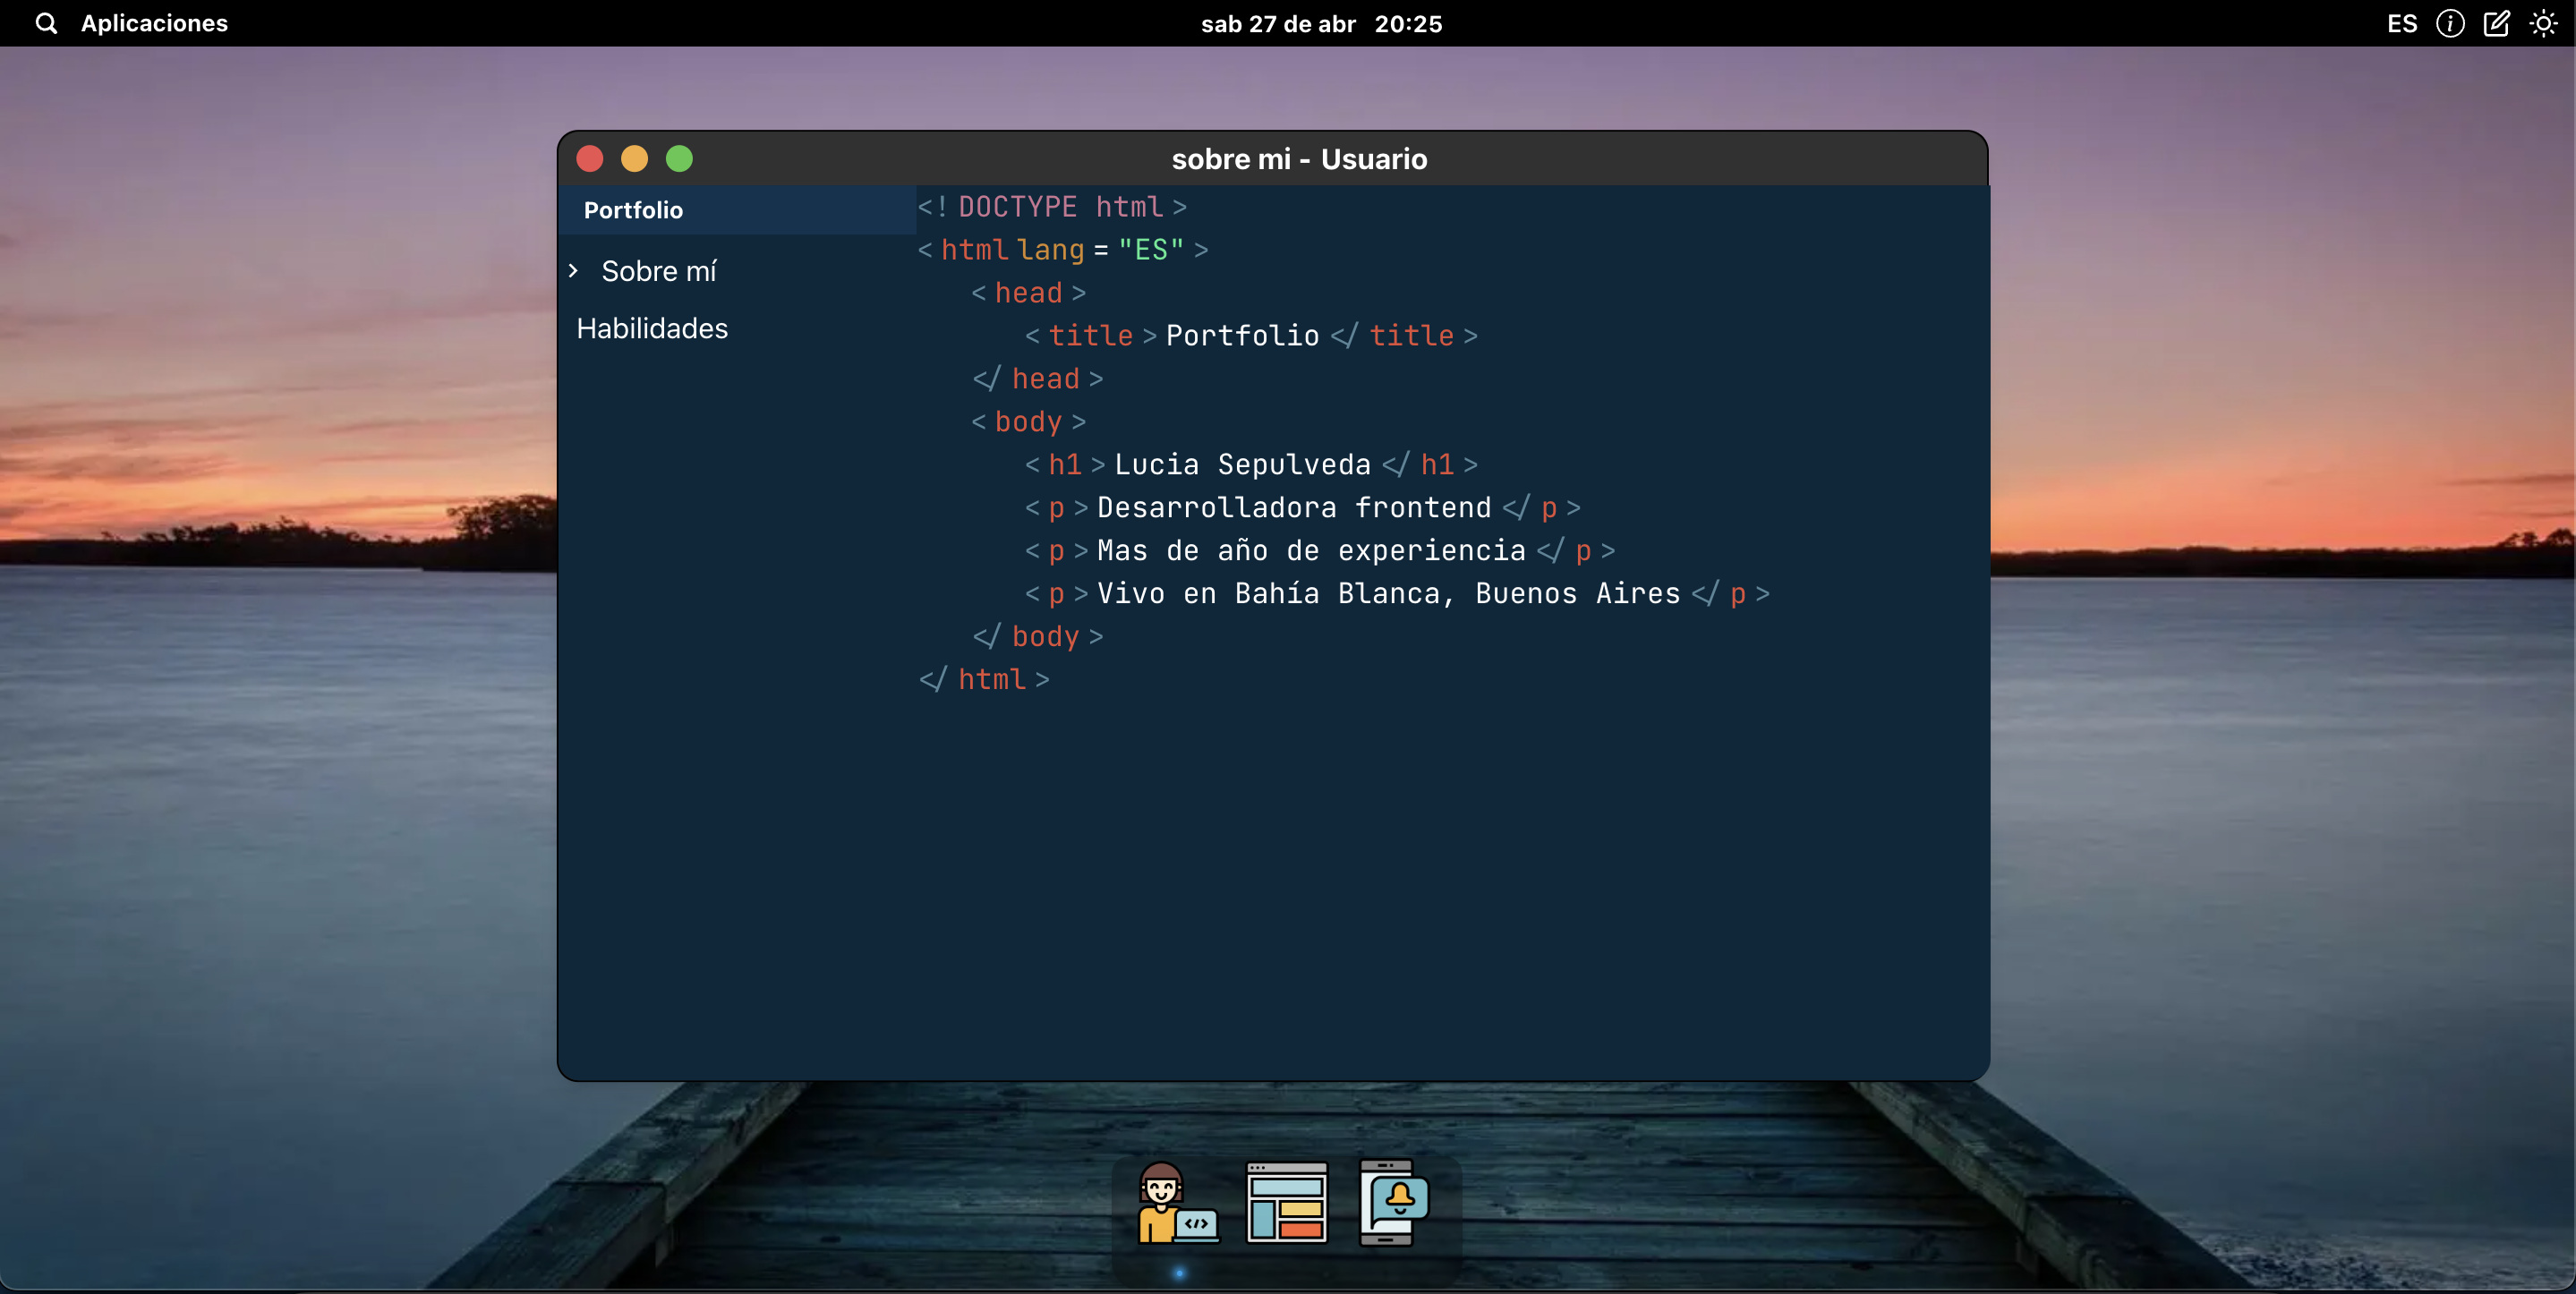 Aplicaciones
sab 27 de abr 20:25
ES
sobre mi - Usuario
Portfolio
> Sobre mí
Habilidades
<! DOCTYPE html >
< html lang = "ES" >
< head >
< title > Portfolio </ title >
</ head >
< body >
< h1 > Lucia Sepulveda </ h1 >
< p > Desarrolladora frontend </ p >
< p > Mas de año de experiencia </ p >
< p > Vivo en Bahía Blanca, Buenos Aires </ p >
</ body >
</ html >